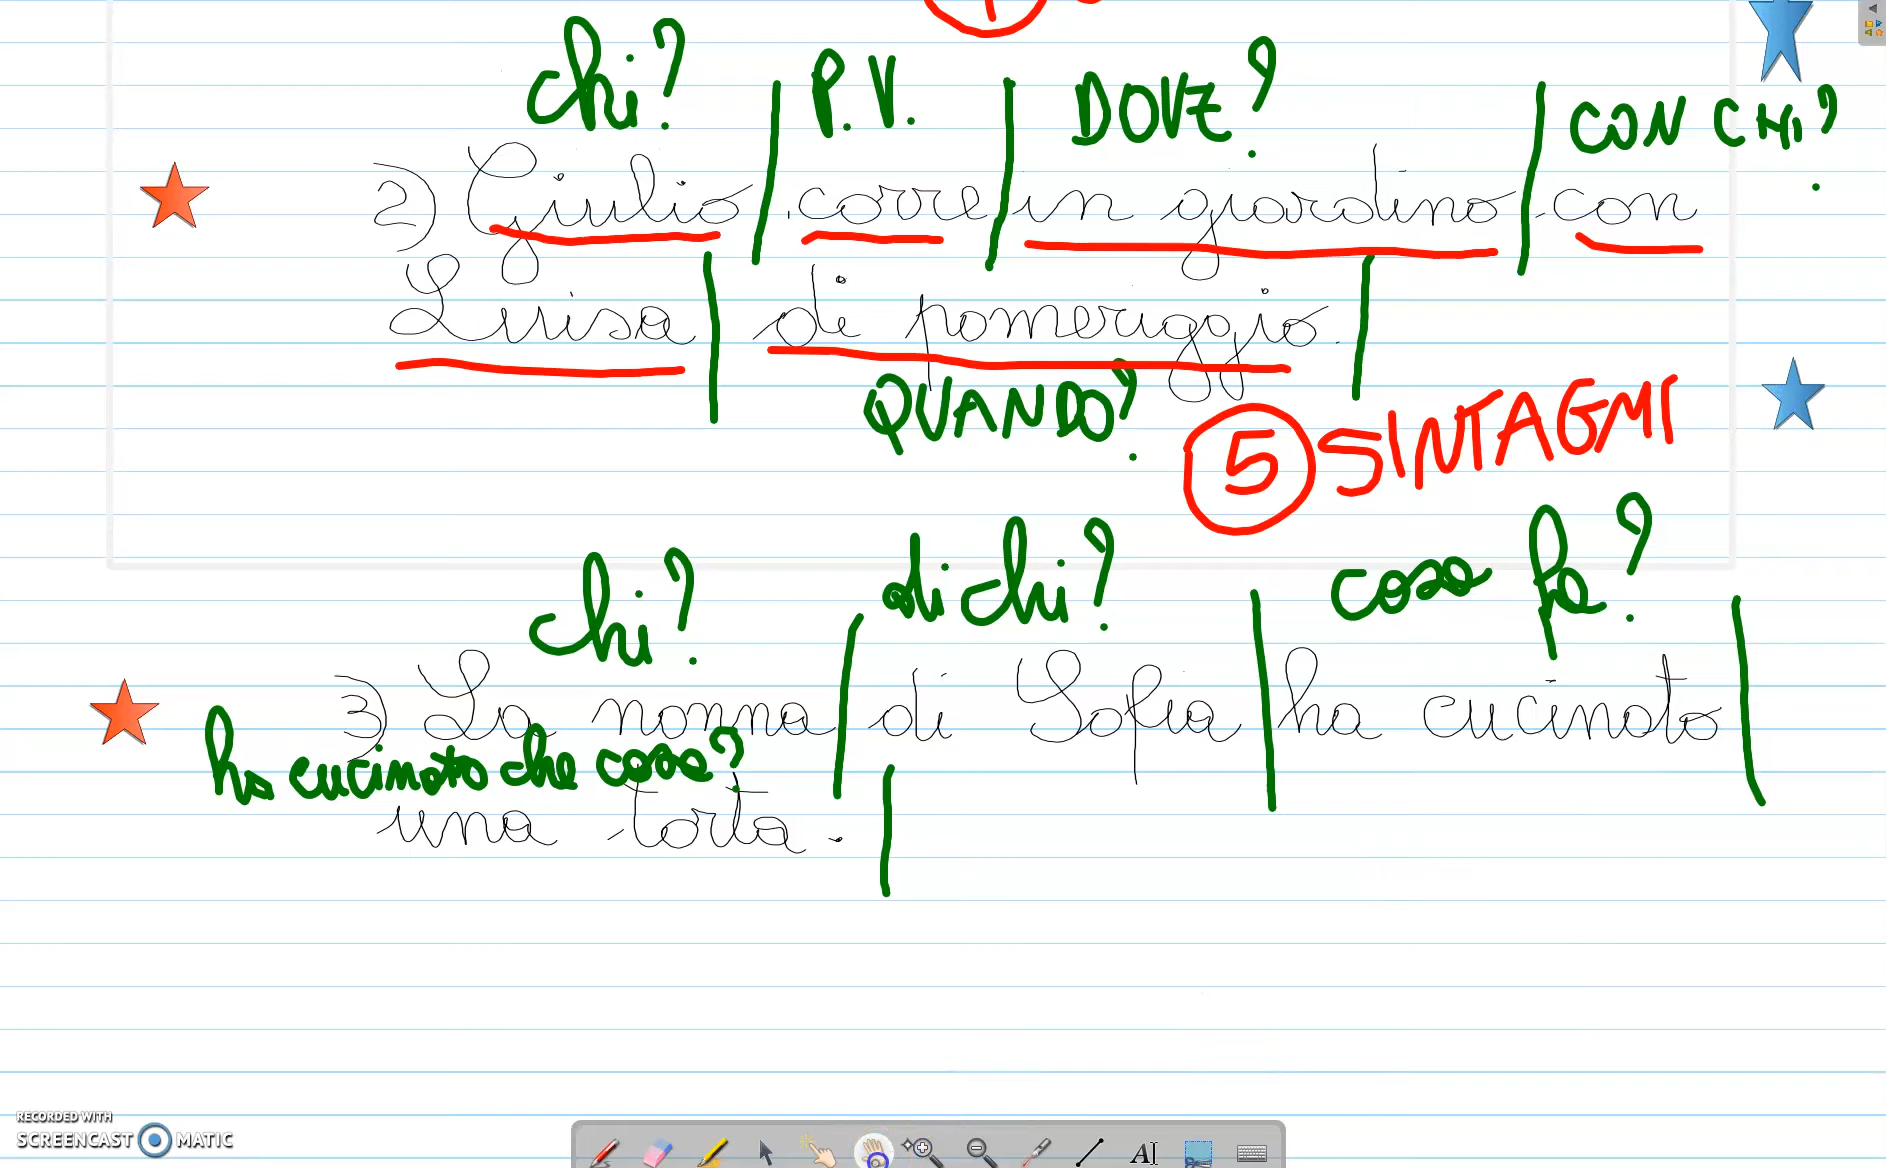 chi? P.V. DOVE? CON CHI?
2) Giulio corre in giardino con
Luisa di pomeriggio.
QUANDO?
5 SINTAGMI
chi? di chi? cosa fa?
3) La nonna di Sofia ha cucinato
ha cucinato che cosa?
una torta.
RECORDED WITH
SCREENCAST MATIC
AI